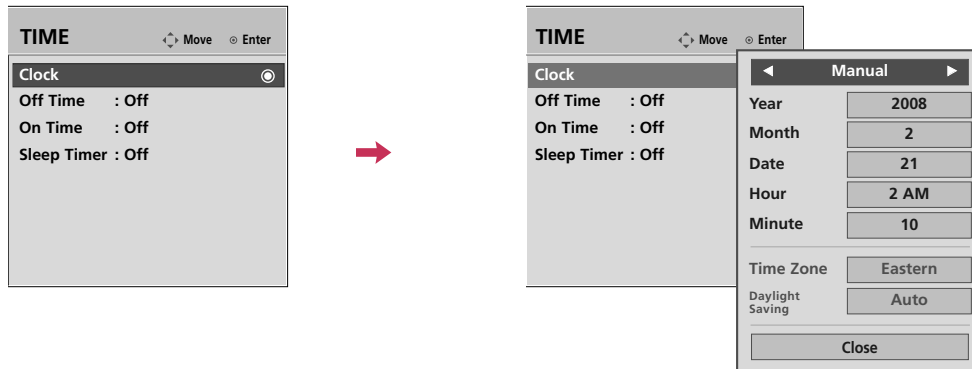 TIME Move Enter
Clock
Off Time : Off
On Time : Off
Sleep Timer : Off
TIME Move Enter
Clock
Off Time : Off
On Time : Off
Sleep Timer : Off
Manual
Year 2008
Month 2
Date 21
Hour 2 AM
Minute 10
Time Zone Eastern
Daylight
Saving Auto
Close